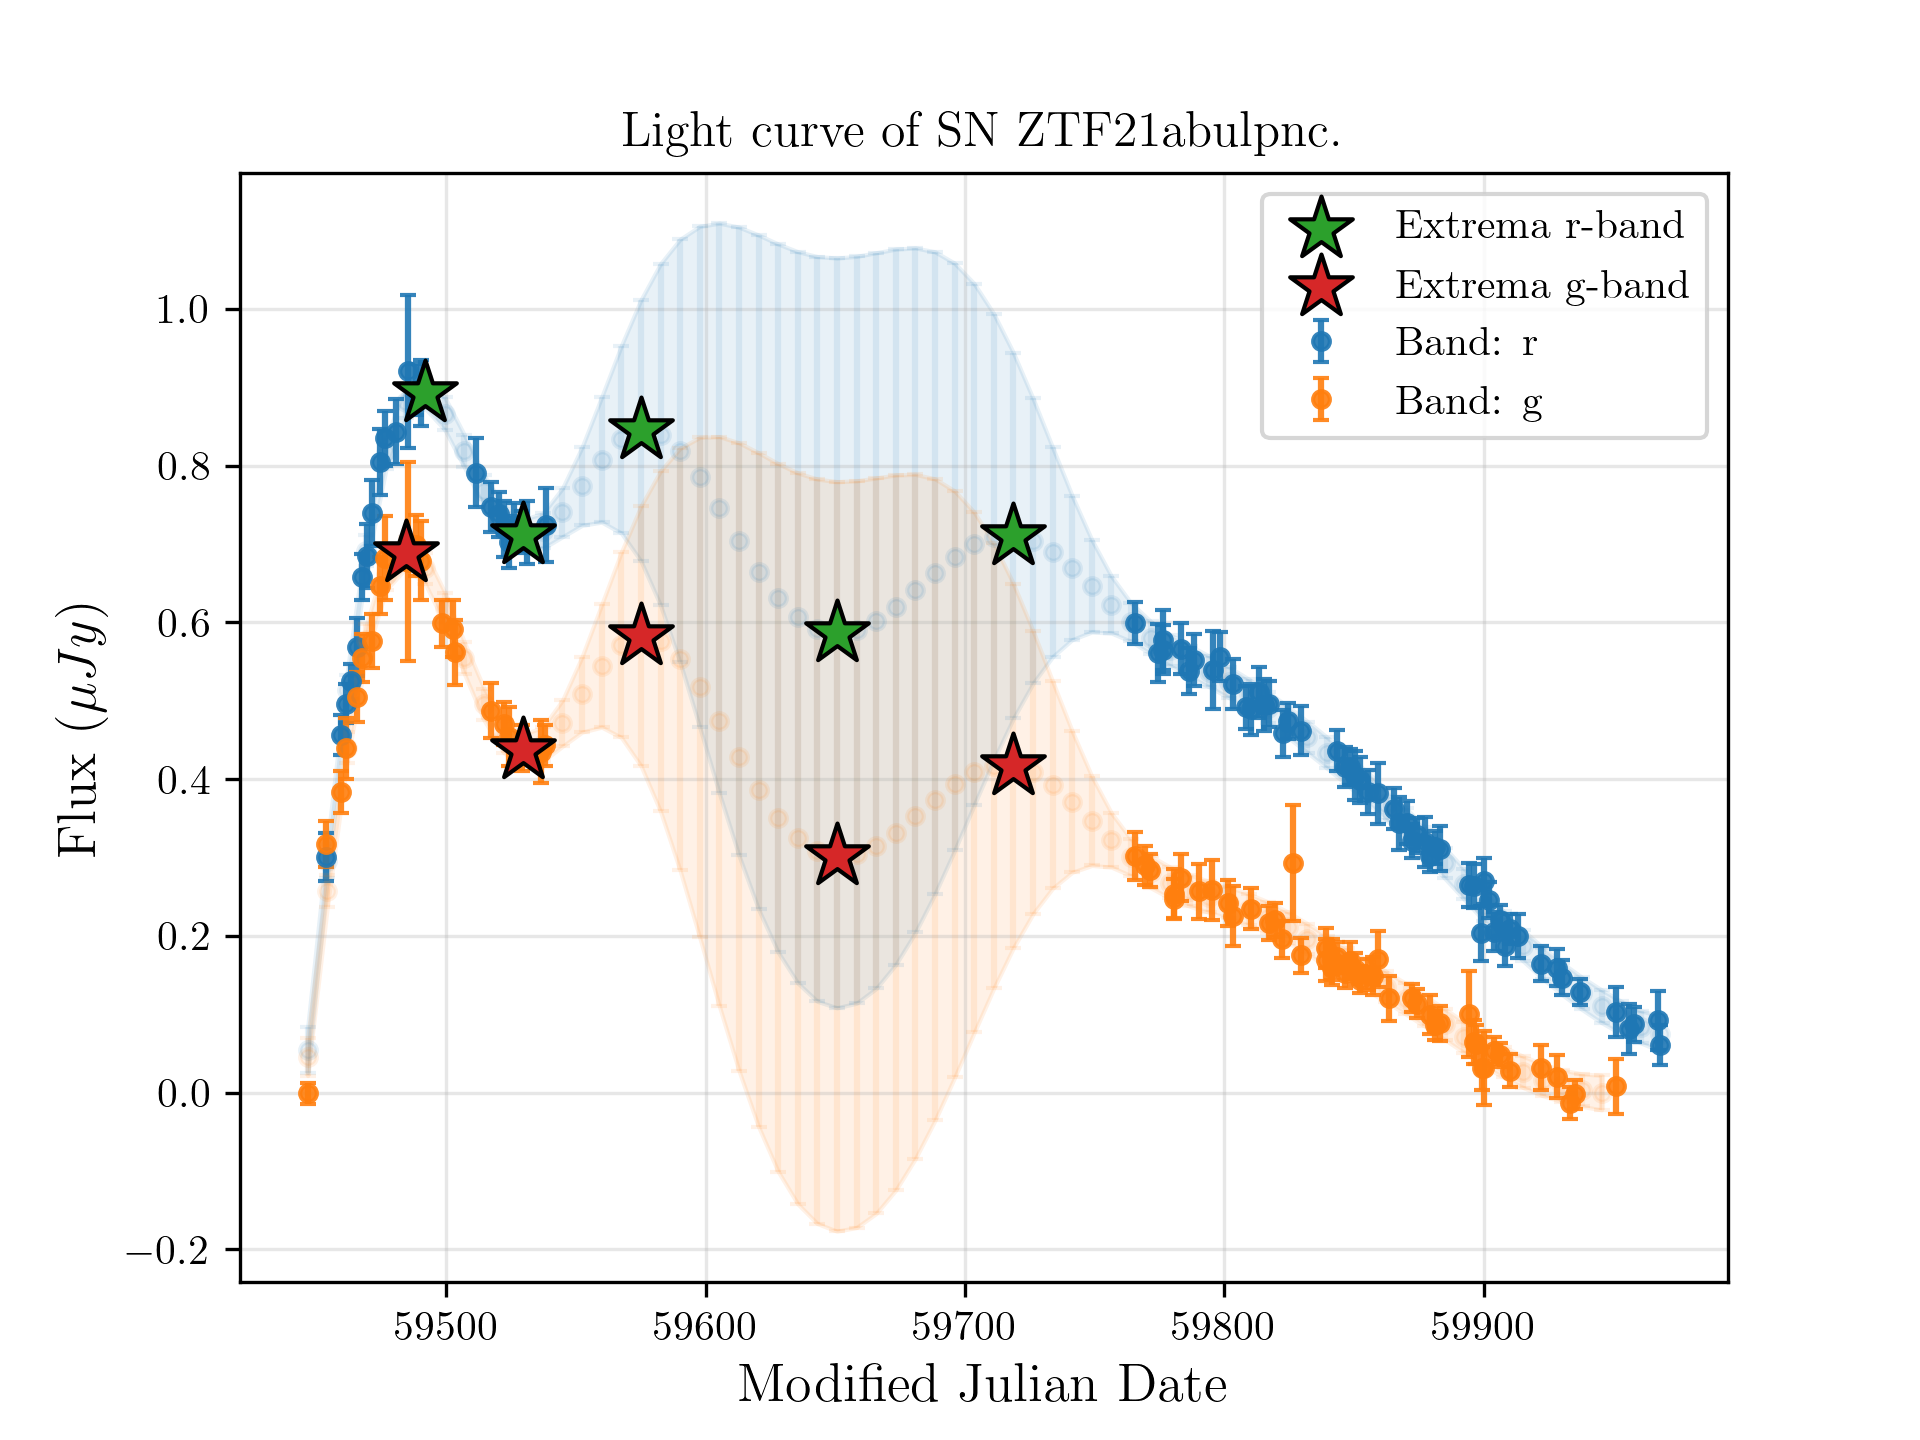 Light curve of SN ZTF21abulpnc.
Extrema r-band
Extrema g-band
Band: r
Band: g
Flux (μJy)
1.0
0.8
0.6
0.4
0.2
0.0
−0.2
59500 59600 59700 59800 59900
Modified Julian Date